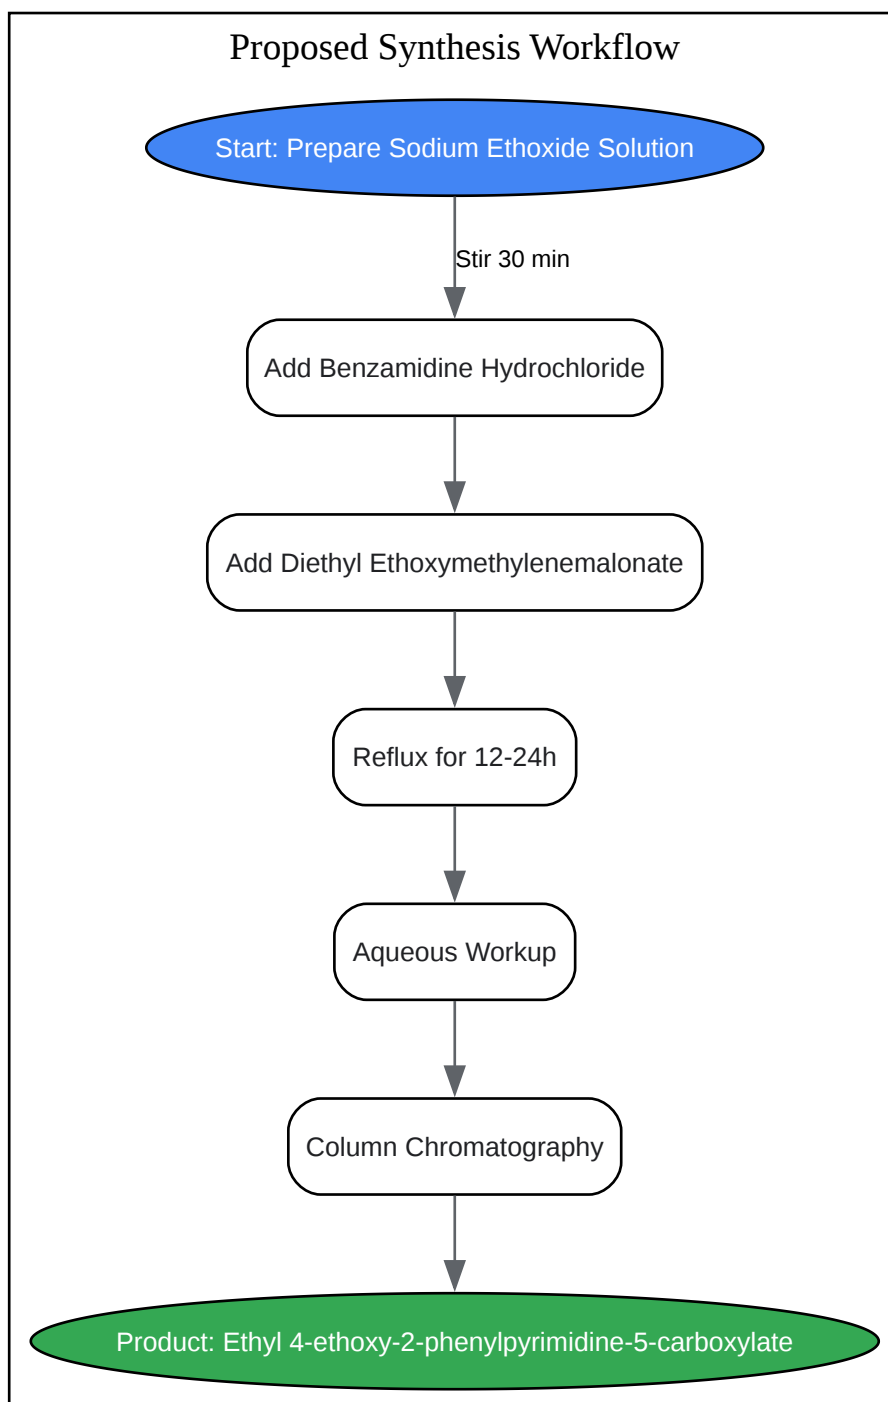 Proposed Synthesis Workflow
Start: Prepare Sodium Ethoxide Solution
Stir 30 min
Add Benzamidine Hydrochloride
Add Diethyl Ethoxymethylenemalonate
Reflux for 12-24h
Aqueous Workup
Column Chromatography
Product: Ethyl 4-ethoxy-2-phenylpyrimidine-5-carboxylate